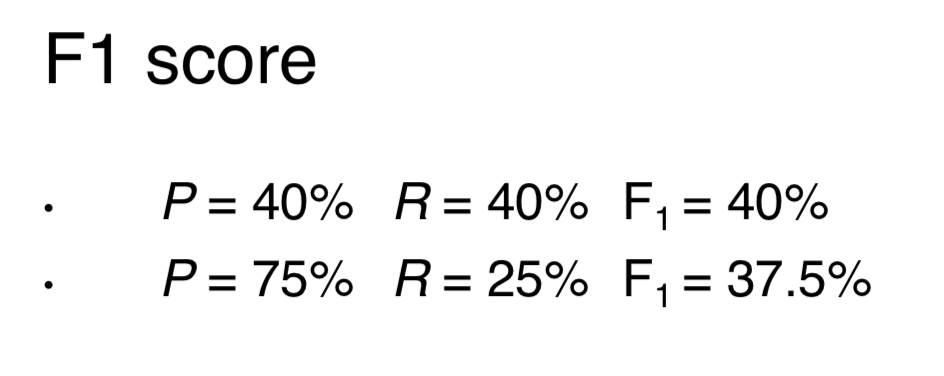 F1 score
• P = 40% R = 40% F₁ = 40%
• P = 75% R = 25% F₁ = 37.5%